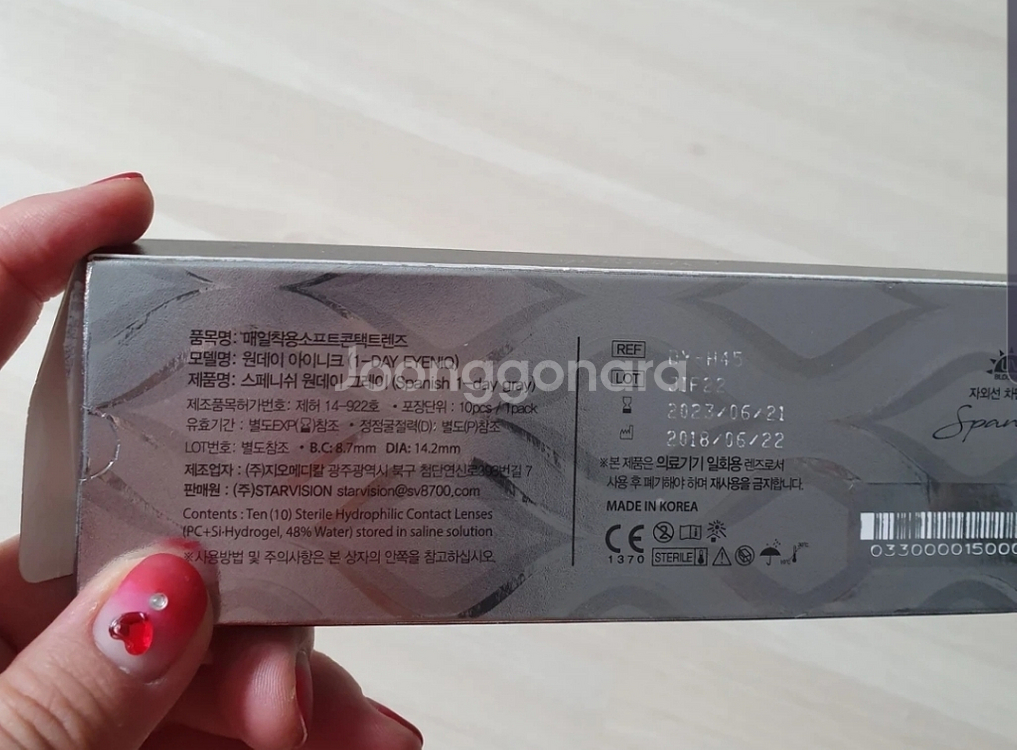 품목명: 매일착용소프트콘택트렌즈
모델명: 원데이 아이니크 (1-DAY EYENIQ)
제품명: 스페니쉬 원데이 그레이 (Spanish 1-day gray)
제조품목허가번호: 제허 14-922호 • 포장단위: 10pcs / 1pack
유효기간: 별도EXP(요)참조 • 정점굴절력(D): 별도(P)참조
LOT번호: 별도참조 • B.C: 8.7mm DIA: 14.2mm
제조업자: (주)지오메디칼 광주광역시 북구 첨단연신로 번길 7
판매원: (주)STARVISION starvision@sv8700.com
Contents : Ten (10) Sterile Hydrophilic Contact Lenses
(PC+Si-Hydrogel, 48% Water) stored in saline solution
※사용방법 및 주의사항은 본 상자의 안쪽을 참고하십시오.
Joonggonara
REF
LOT
2023/06/21
2018/06/22
※본 제품은 의료기기 일회용 렌즈로서
사용 후 폐기해야 하며 재사용을 금지합니다.
MADE IN KOREA
CE
1370
STERILE
자외선 차
Span
033000015000